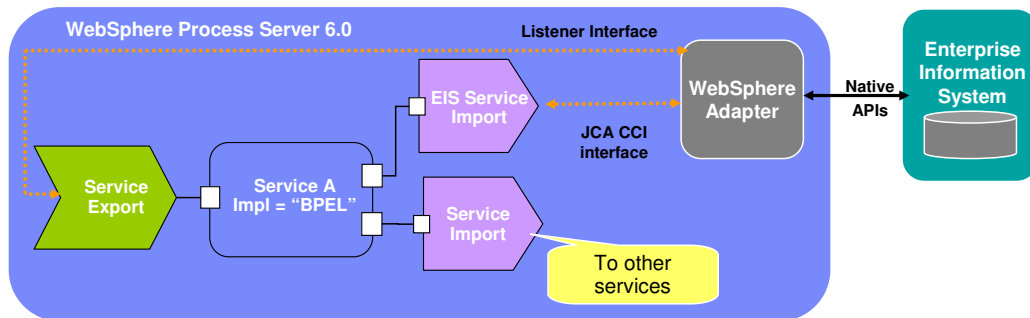 WebSphere Process Server 6.0
Listener Interface
Enterprise
Information
System
EIS Service
Import
WebSphere
Adapter
Native
APIs
JCA CCI
interface
Service
Export
Service A
Impl = “BPEL”
Service
Import
To other
services